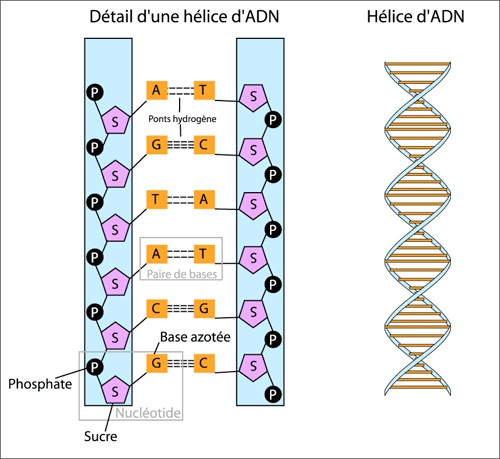 Détail d'une hélice d'ADN
Hélice d'ADN
P A T S
S Ponts hydrogène P
P G C S
S P
P T A S
S P
P A T S
S Paire de bases P
P C G S
S Base azotée P
P G C S
Phosphate
S Nucléotide P
Sucre